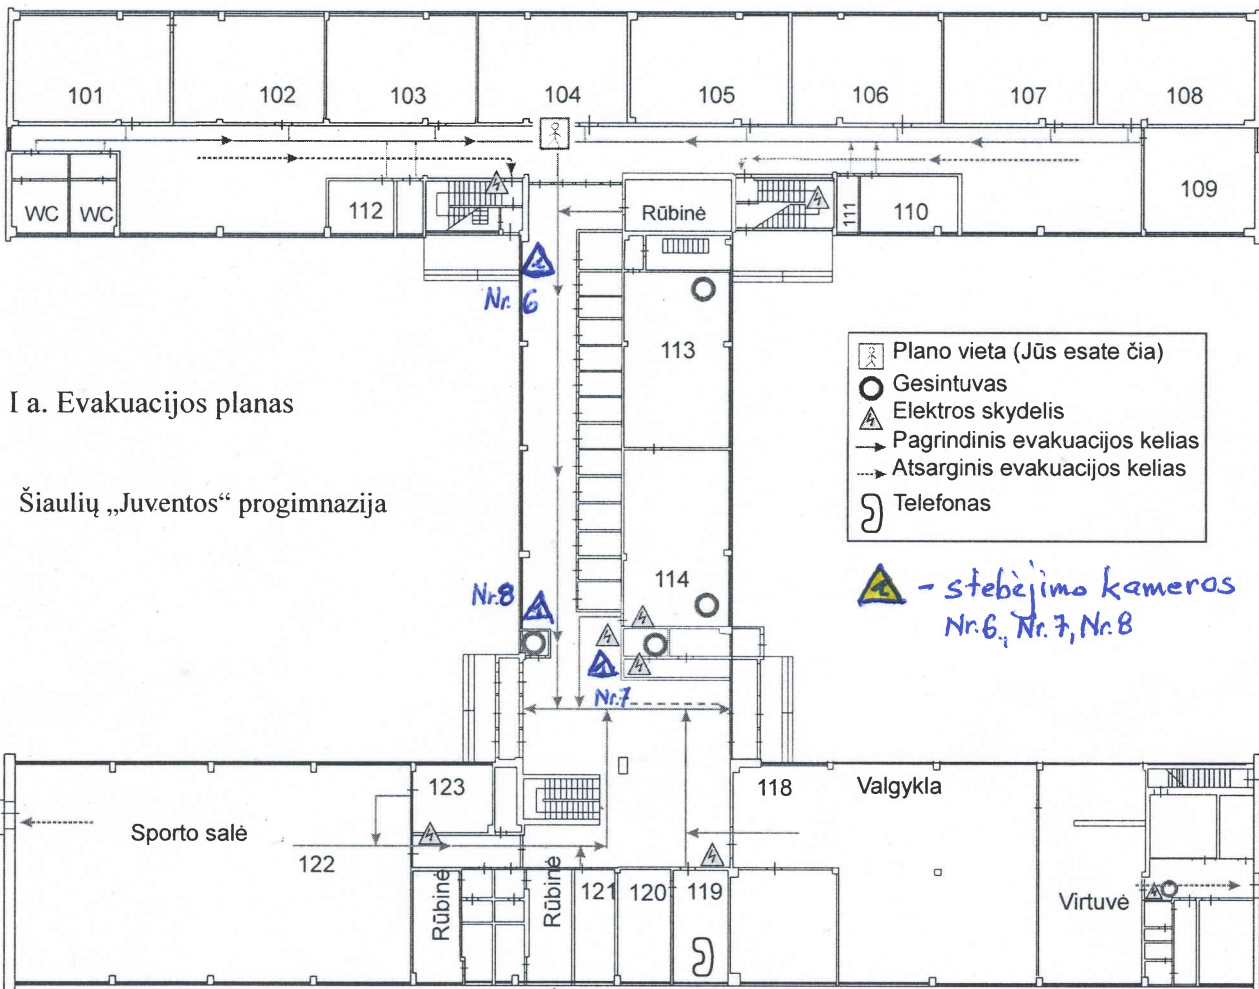 101
102
103
104
105
106
107
108
109
WC
WC
112
Rūbinė
111
110
Nr. 6
113
I a. Evakuacijos planas
Šiaulių „Juventos“ progimnazija
Plano vieta (Jūs esate čia)
Gesintuvas
Elektros skydelis
Pagrindinis evakuacijos kelias
Atsarginis evakuacijos kelias
Telefonas
Nr.8
114
- stebėjimo kameros
Nr.6., Nr.7, Nr.8
Nr.7
123
118
Valgykla
Sporto salė
122
Rūbinė
Rūbinė
121
120
119
Virtuvė